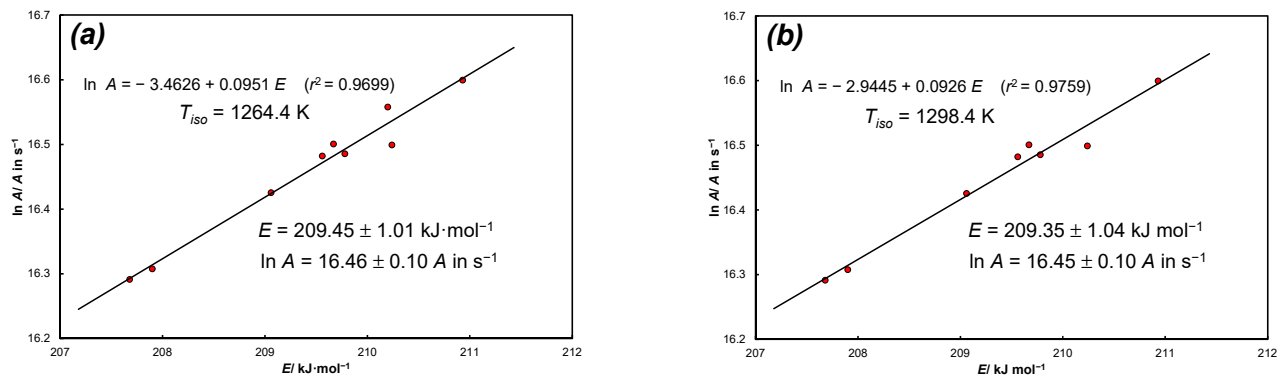 (a)
16.7
16.6
16.5
16.4
16.3
16.2
ln A/ A in s⁻¹
ln A = − 3.4626 + 0.0951 E (r² = 0.9699)
T_iso = 1264.4 K
E = 209.45 ± 1.01 kJ·mol⁻¹
ln A = 16.46 ± 0.10 A in s⁻¹
207 208 209 210 211 212
E/ kJ·mol⁻¹
(b)
16.7
16.6
16.5
16.4
16.3
16.2
ln A/ A in s⁻¹
ln A = − 2.9445 + 0.0926 E (r² = 0.9759)
T_iso = 1298.4 K
E = 209.35 ± 1.04 kJ mol⁻¹
ln A = 16.45 ± 0.10 A in s⁻¹
207 208 209 210 211 212
E/ kJ mol⁻¹